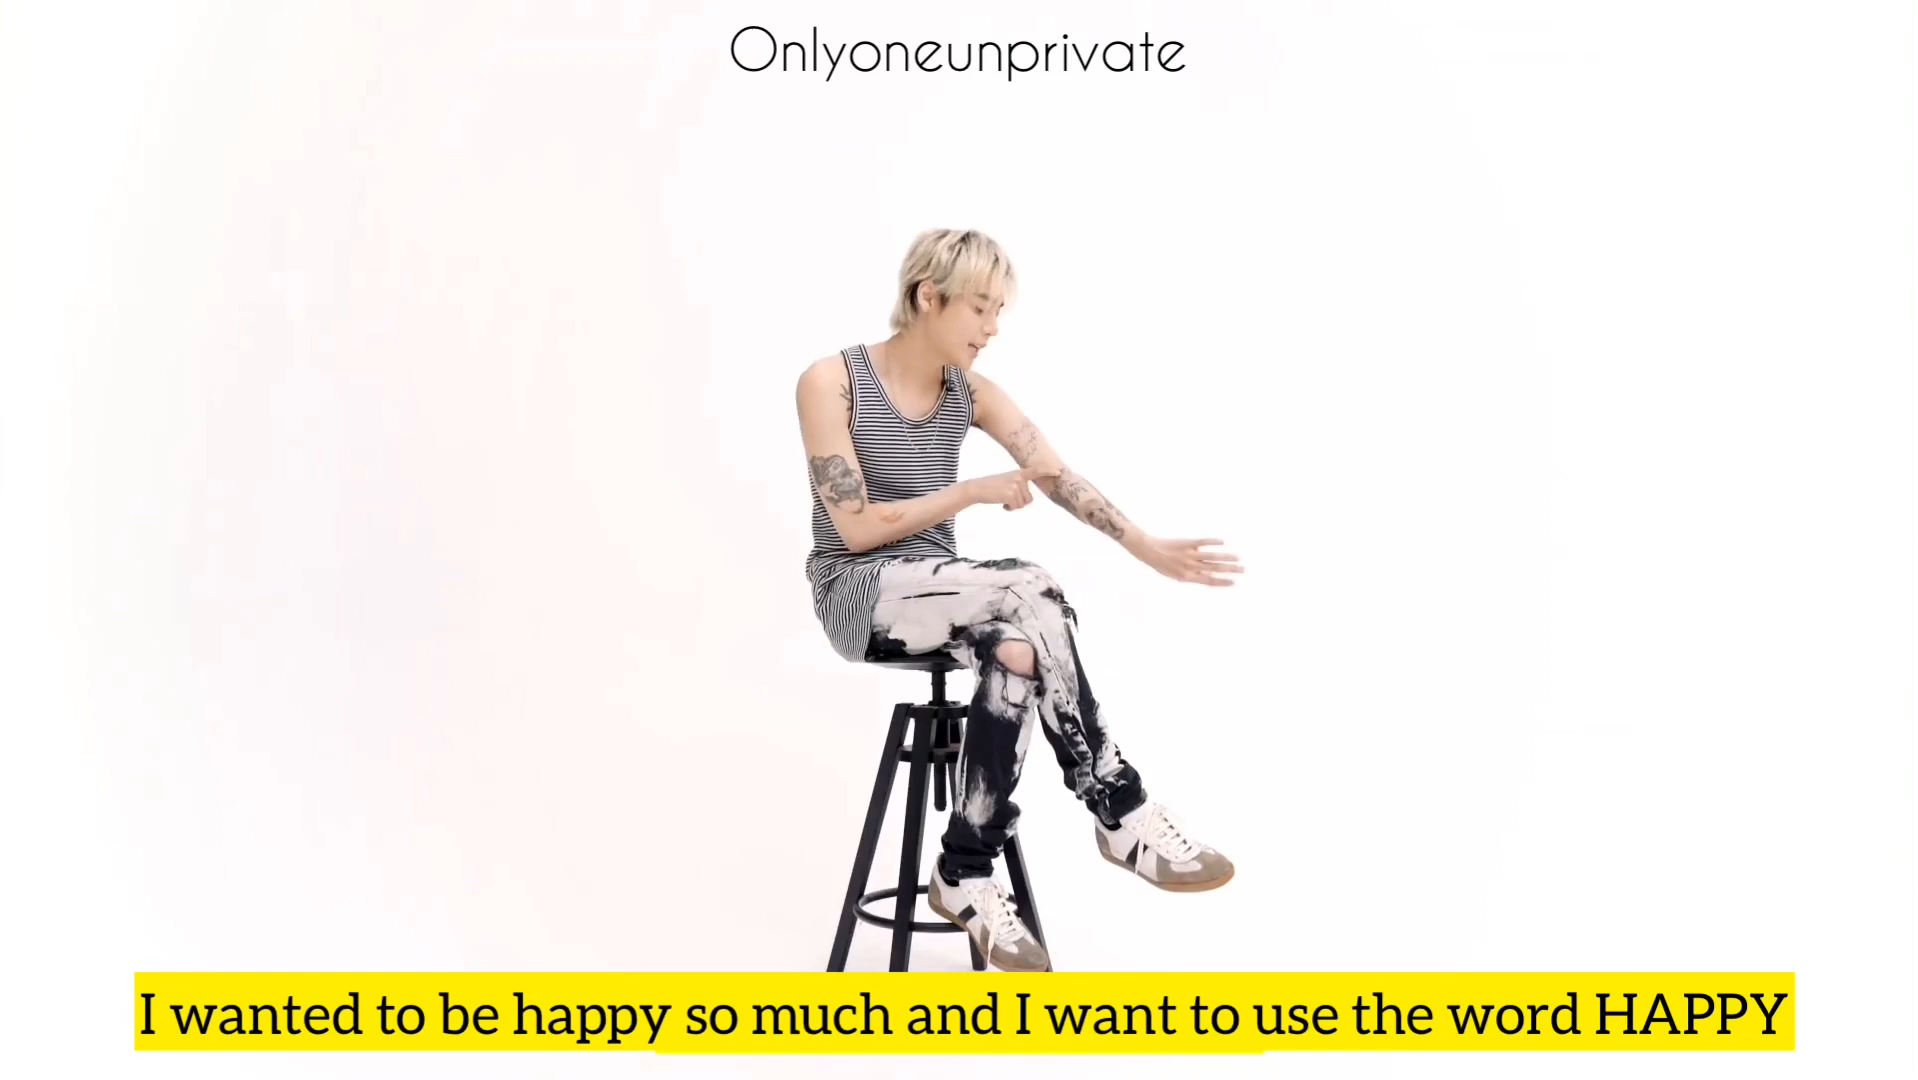 Onlyoneunprivate
I wanted to be happy so much and I want to use the word HAPPY